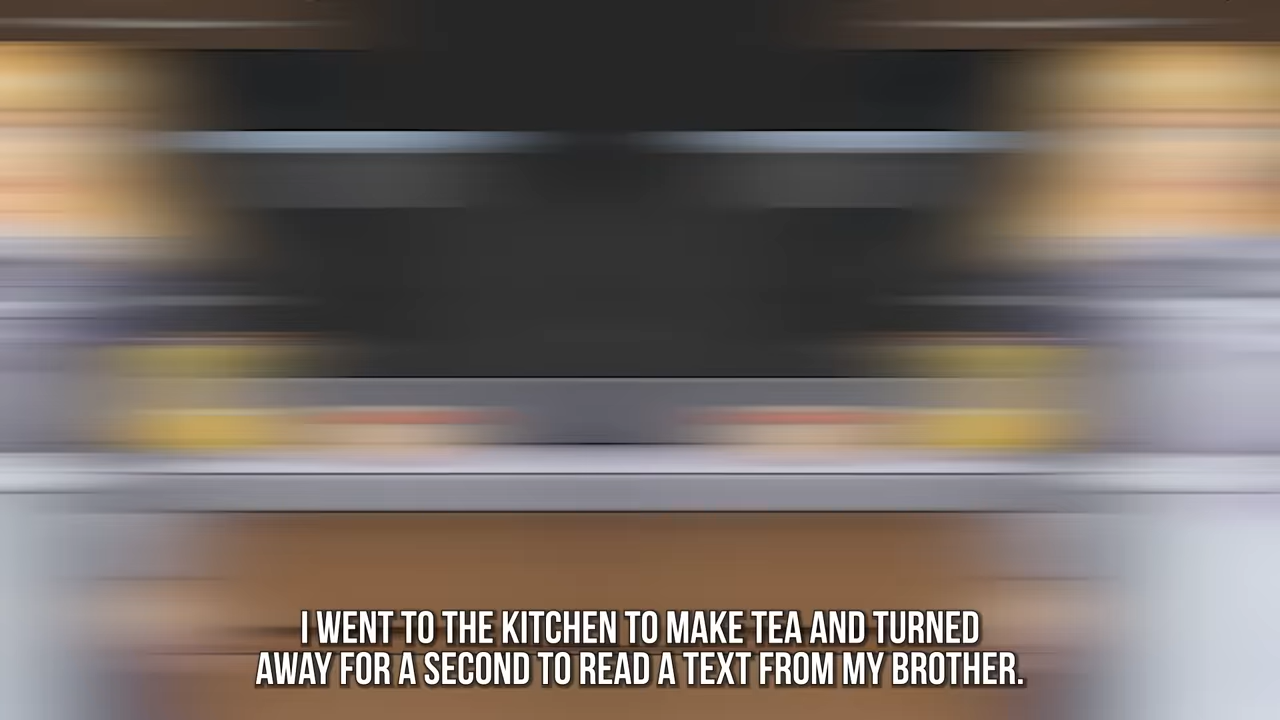 I WENT TO THE KITCHEN TO MAKE TEA AND TURNED
AWAY FOR A SECOND TO READ A TEXT FROM MY BROTHER.